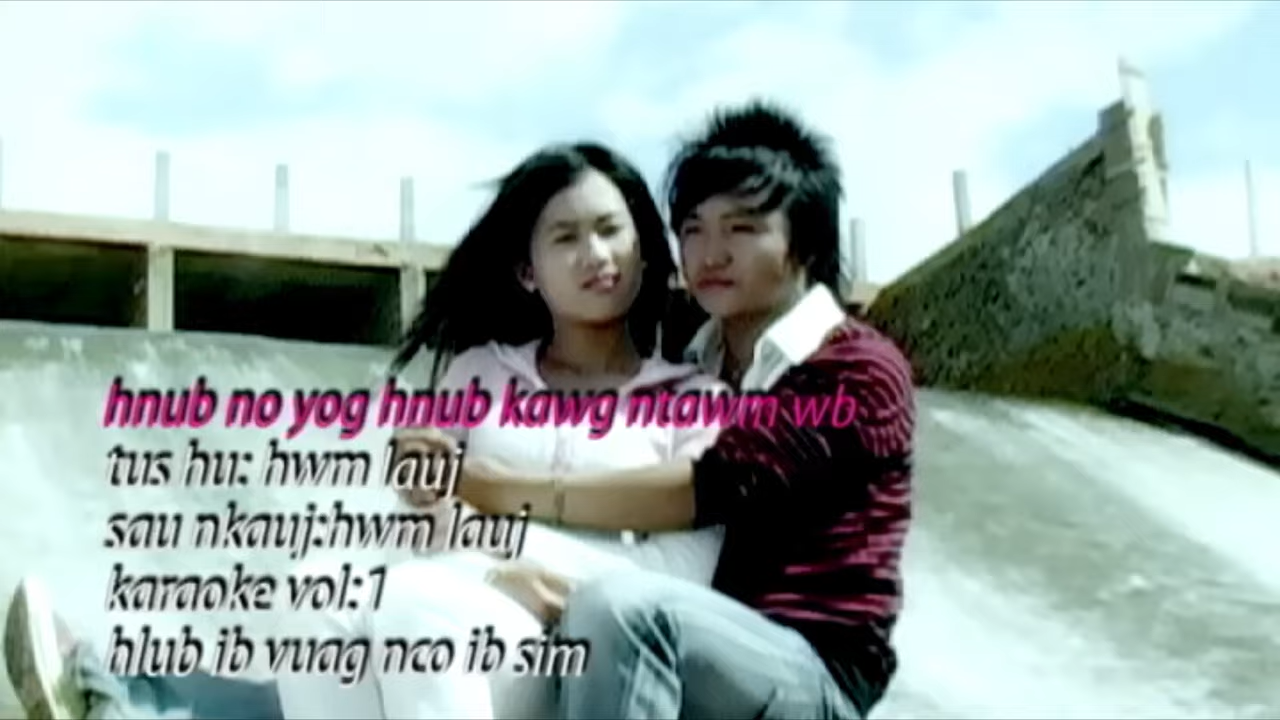 hnub no yog hnub kawg ntawm wb
tus hu: hwm lauj
sau nkauj:hwm lauj
karaoke vol:1
hlub ib vuag nco ib sim